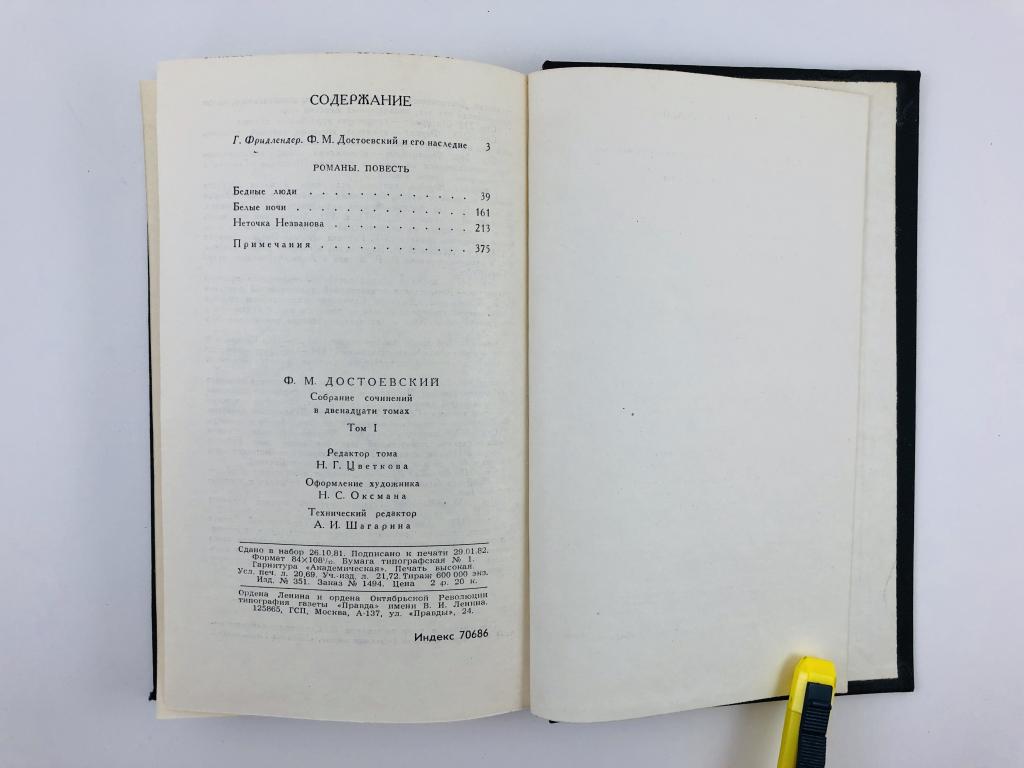 СОДЕРЖАНИЕ
Г. Фридлендер. Ф. М. Достоевский и его наследие 3
РОМАНЫ. ПОВЕСТЬ
Бедные люди . . . . . . . . . . . . . 39
Белые ночи . . . . . . . . . . . . . 161
Неточка Незванова . . . . . . . . . . . 213
Примечания . . . . . . . . . . . . 375
Ф. М. ДОСТОЕВСКИЙ
Собрание сочинений
в двенадцати томах
Том I
Редактор тома
Н. Г. Цветкова
Оформление художника
Н. С. Оксмана
Технический редактор
А. И. Шагарина
Сдано в набор 26.10.81. Подписано к печати 29.01.82.
Формат 84×108¹/₃₂. Бумага типографская № 1.
Гарнитура «Академическая». Печать высокая.
Усл. печ. л. 20,69. Уч.-изд. л. 21,72. Тираж 600 000 экз.
Изд. № 351. Заказ № 1494. Цена 2 р. 20 к.
Ордена Ленина и ордена Октябрьской Революции
типография газеты «Правда» имени В. И. Ленина.
125865, ГСП, Москва, А-137, ул. «Правды», 24.
Индекс 70686